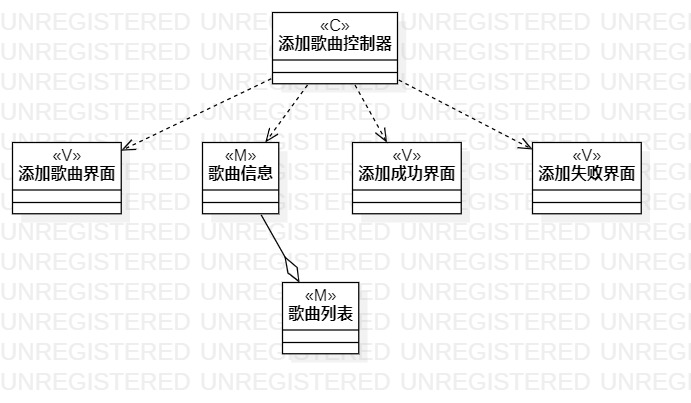 «C»
添加歌曲控制器
«V»
添加歌曲界面
«M»
歌曲信息
«V»
添加成功界面
«V»
添加失败界面
«M»
歌曲列表
UNREGISTERED UNREGISTERED UNREGISTERED UNREGISTERED